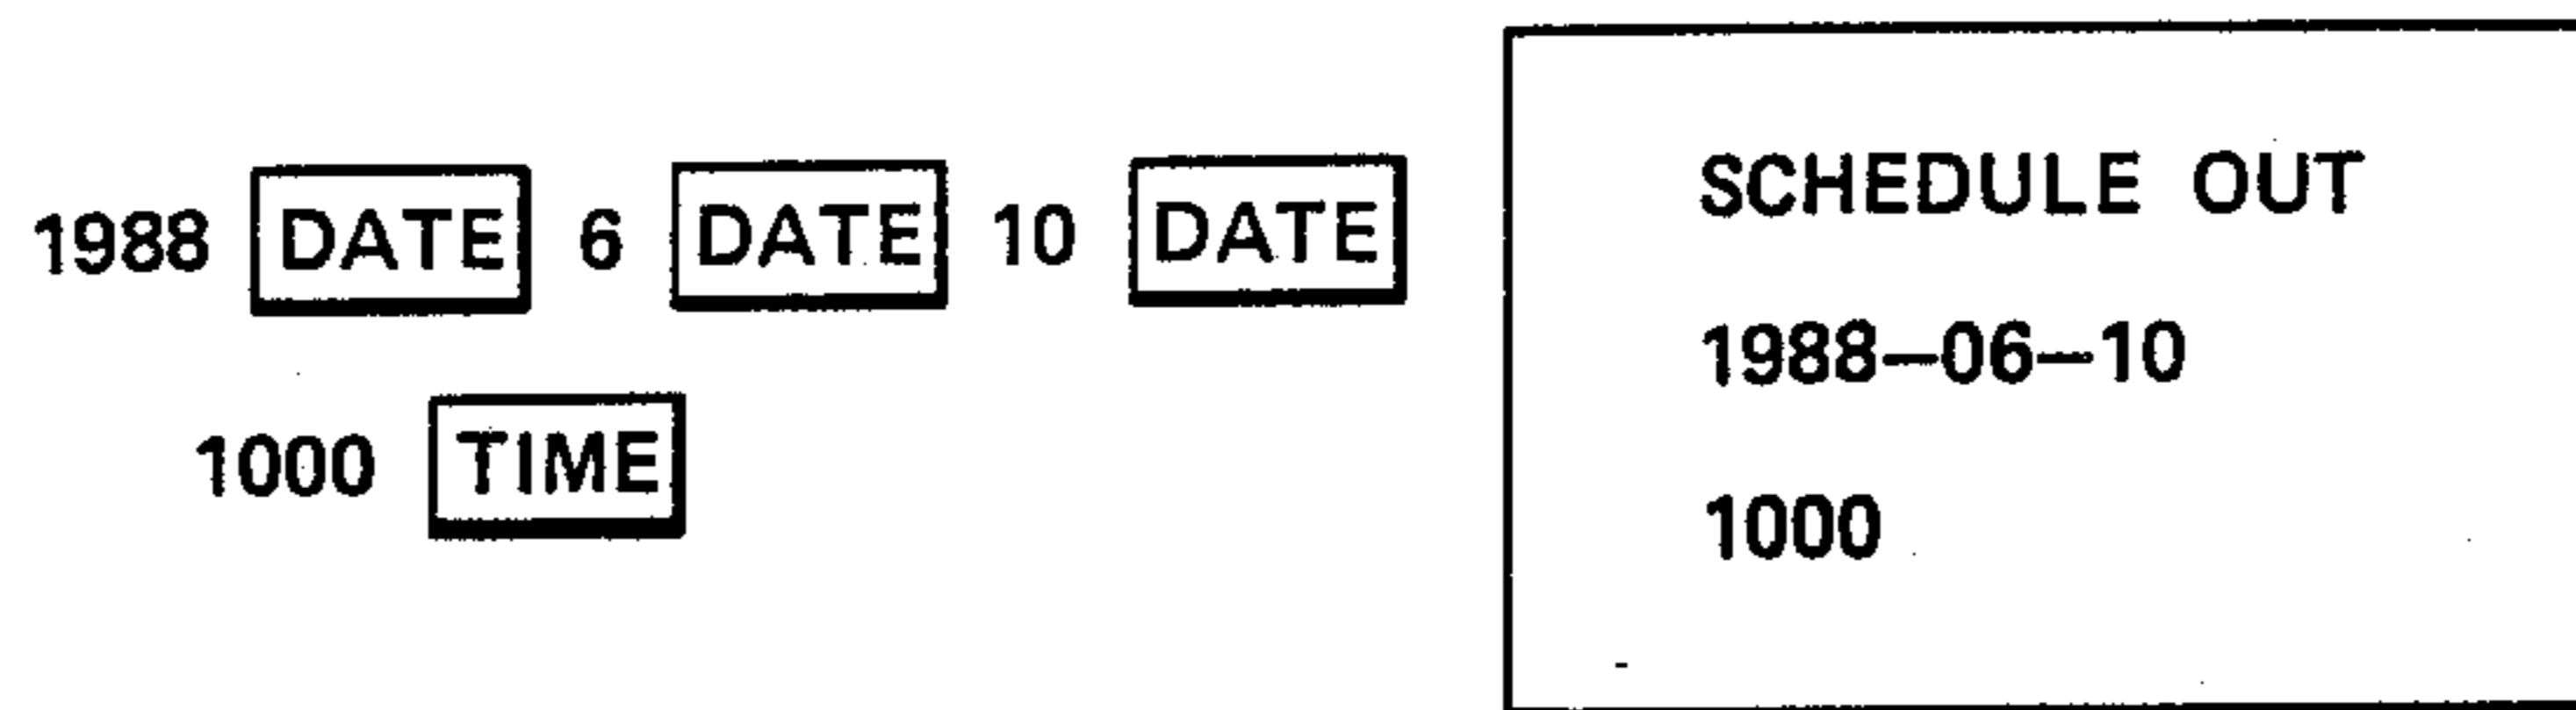 1988 DATE 6 DATE 10 DATE
1000 TIME
SCHEDULE OUT
1988—06—10
1000